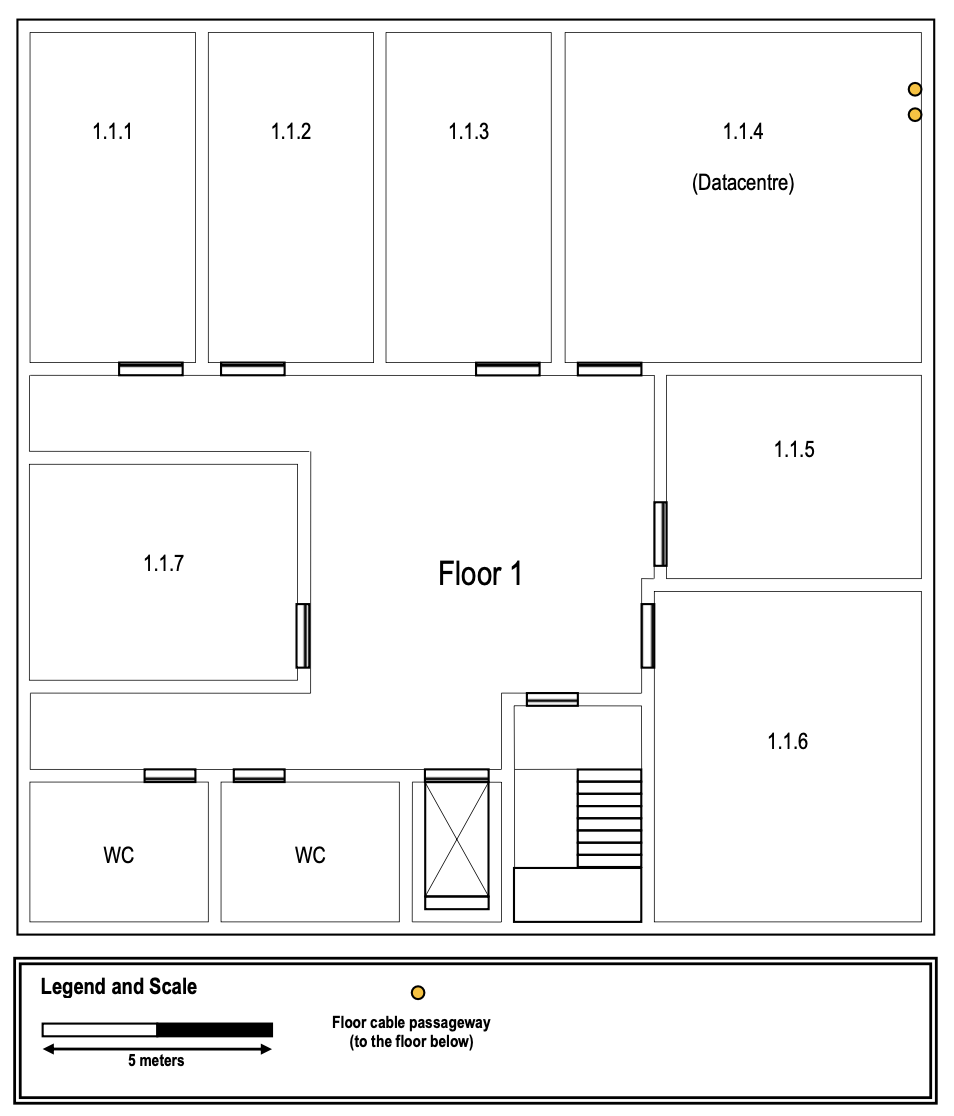 1.1.1
1.1.2
1.1.3
1.1.4
(Datacentre)
1.1.5
1.1.7
Floor 1
1.1.6
WC
WC
Legend and Scale
5 meters
Floor cable passageway
(to the floor below)